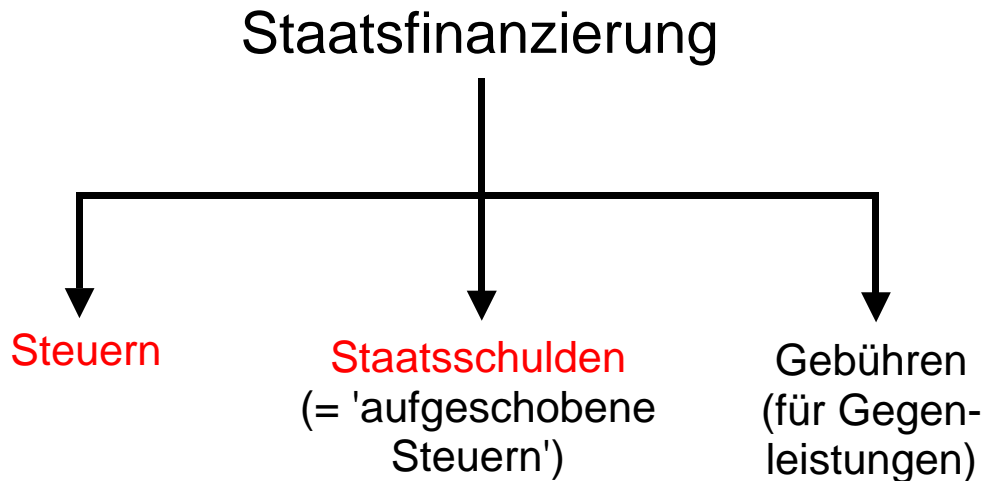 Staatsfinanzierung
Steuern
Staatsschulden
(= 'aufgeschobene
Steuern')
Gebühren
(für Gegen-
leistungen)